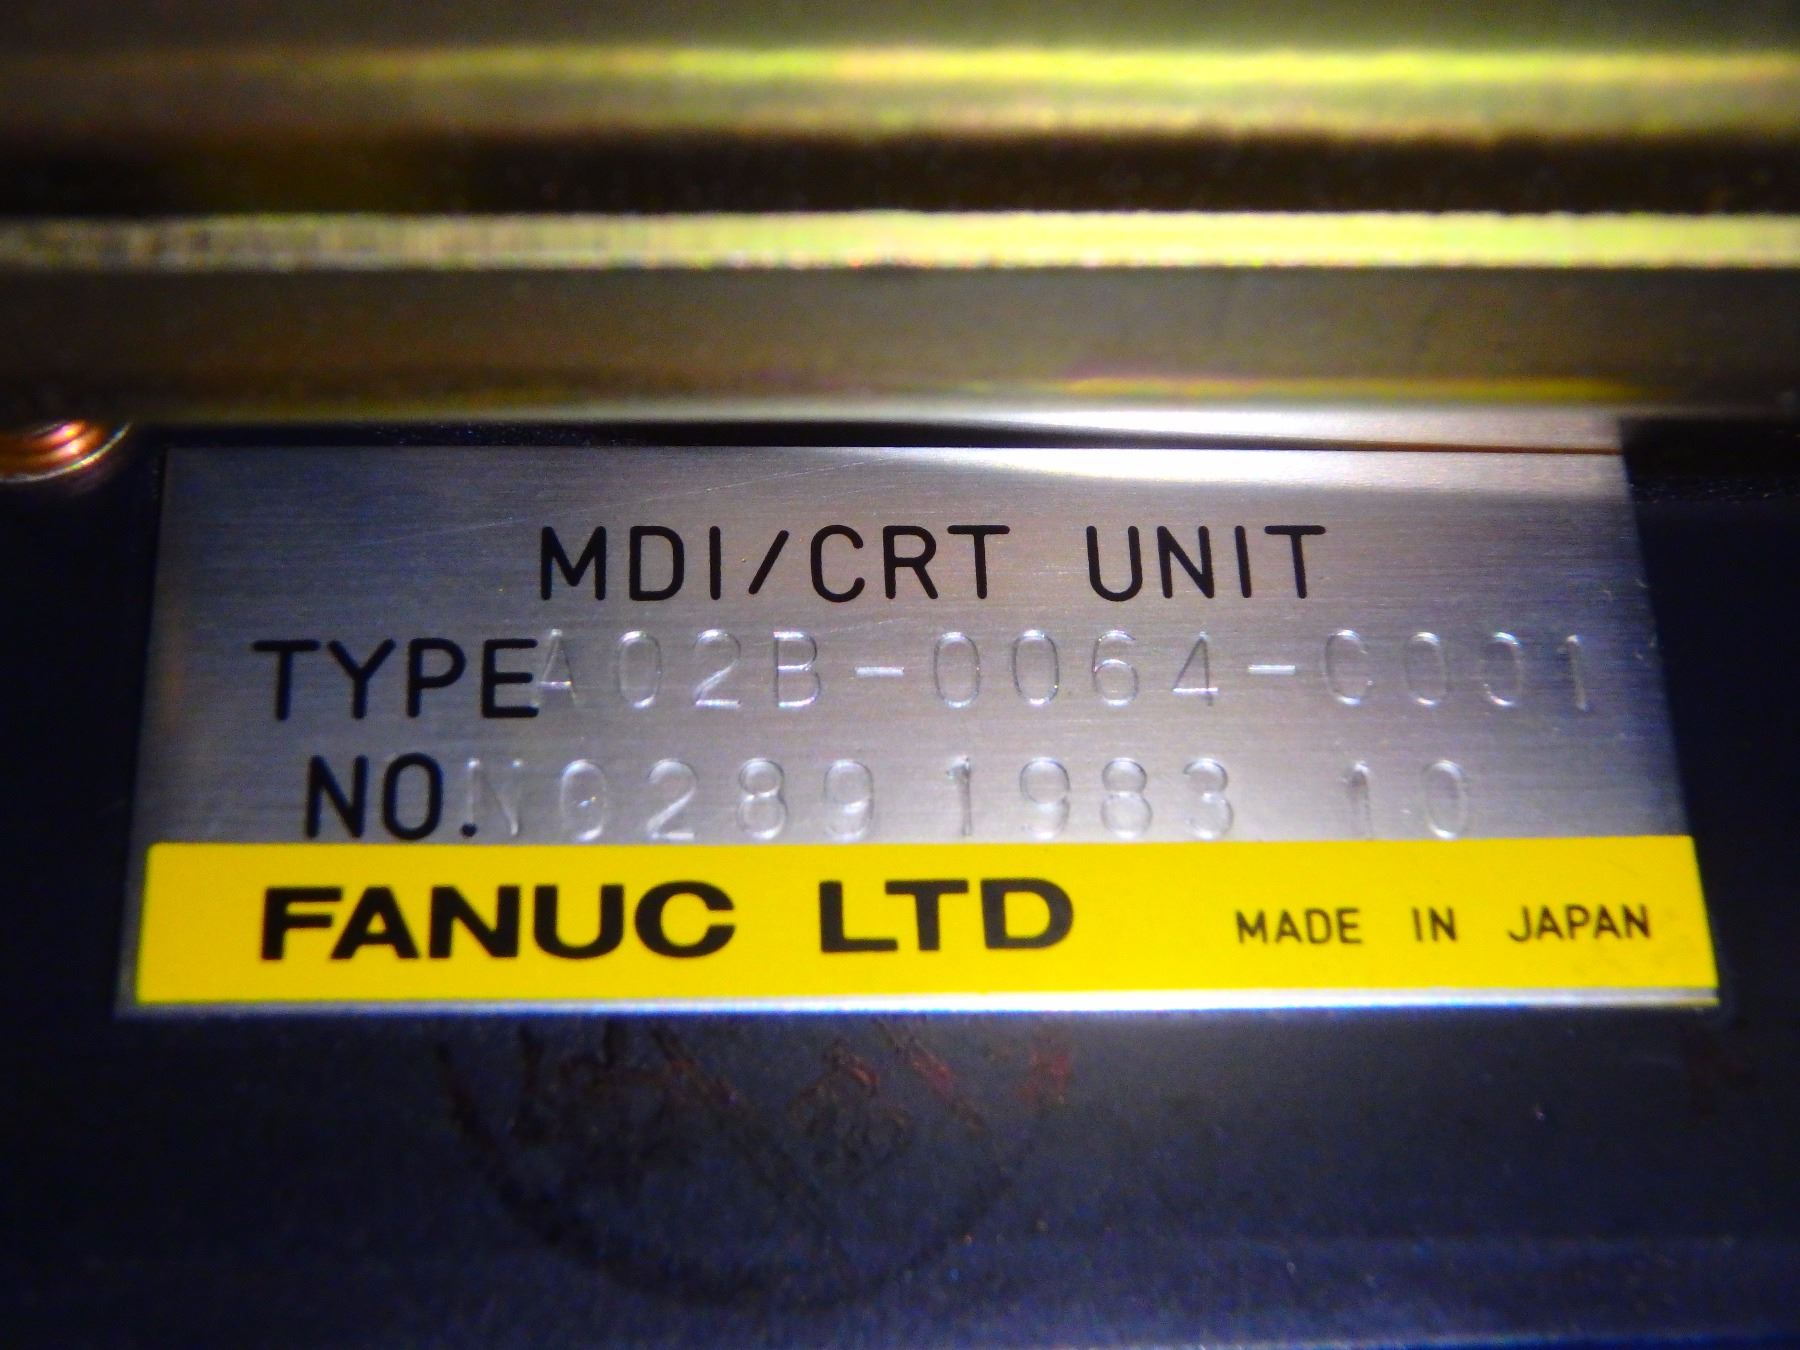 MDI/CRT UNIT
TYPE A02B-0064-C001
NO. N0289 1983 10
FANUC LTD MADE IN JAPAN